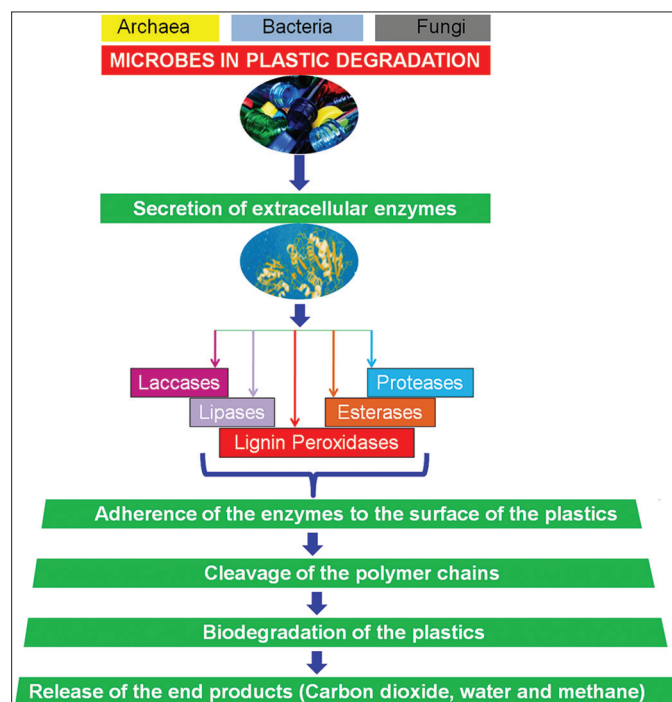 Archaea
Bacteria
Fungi
MICROBES IN PLASTIC DEGRADATION
Secretion of extracellular enzymes
Laccases
Proteases
Lipases
Esterases
Lignin Peroxidases
Adherence of the enzymes to the surface of the plastics
Cleavage of the polymer chains
Biodegradation of the plastics
Release of the end products (Carbon dioxide, water and methane)